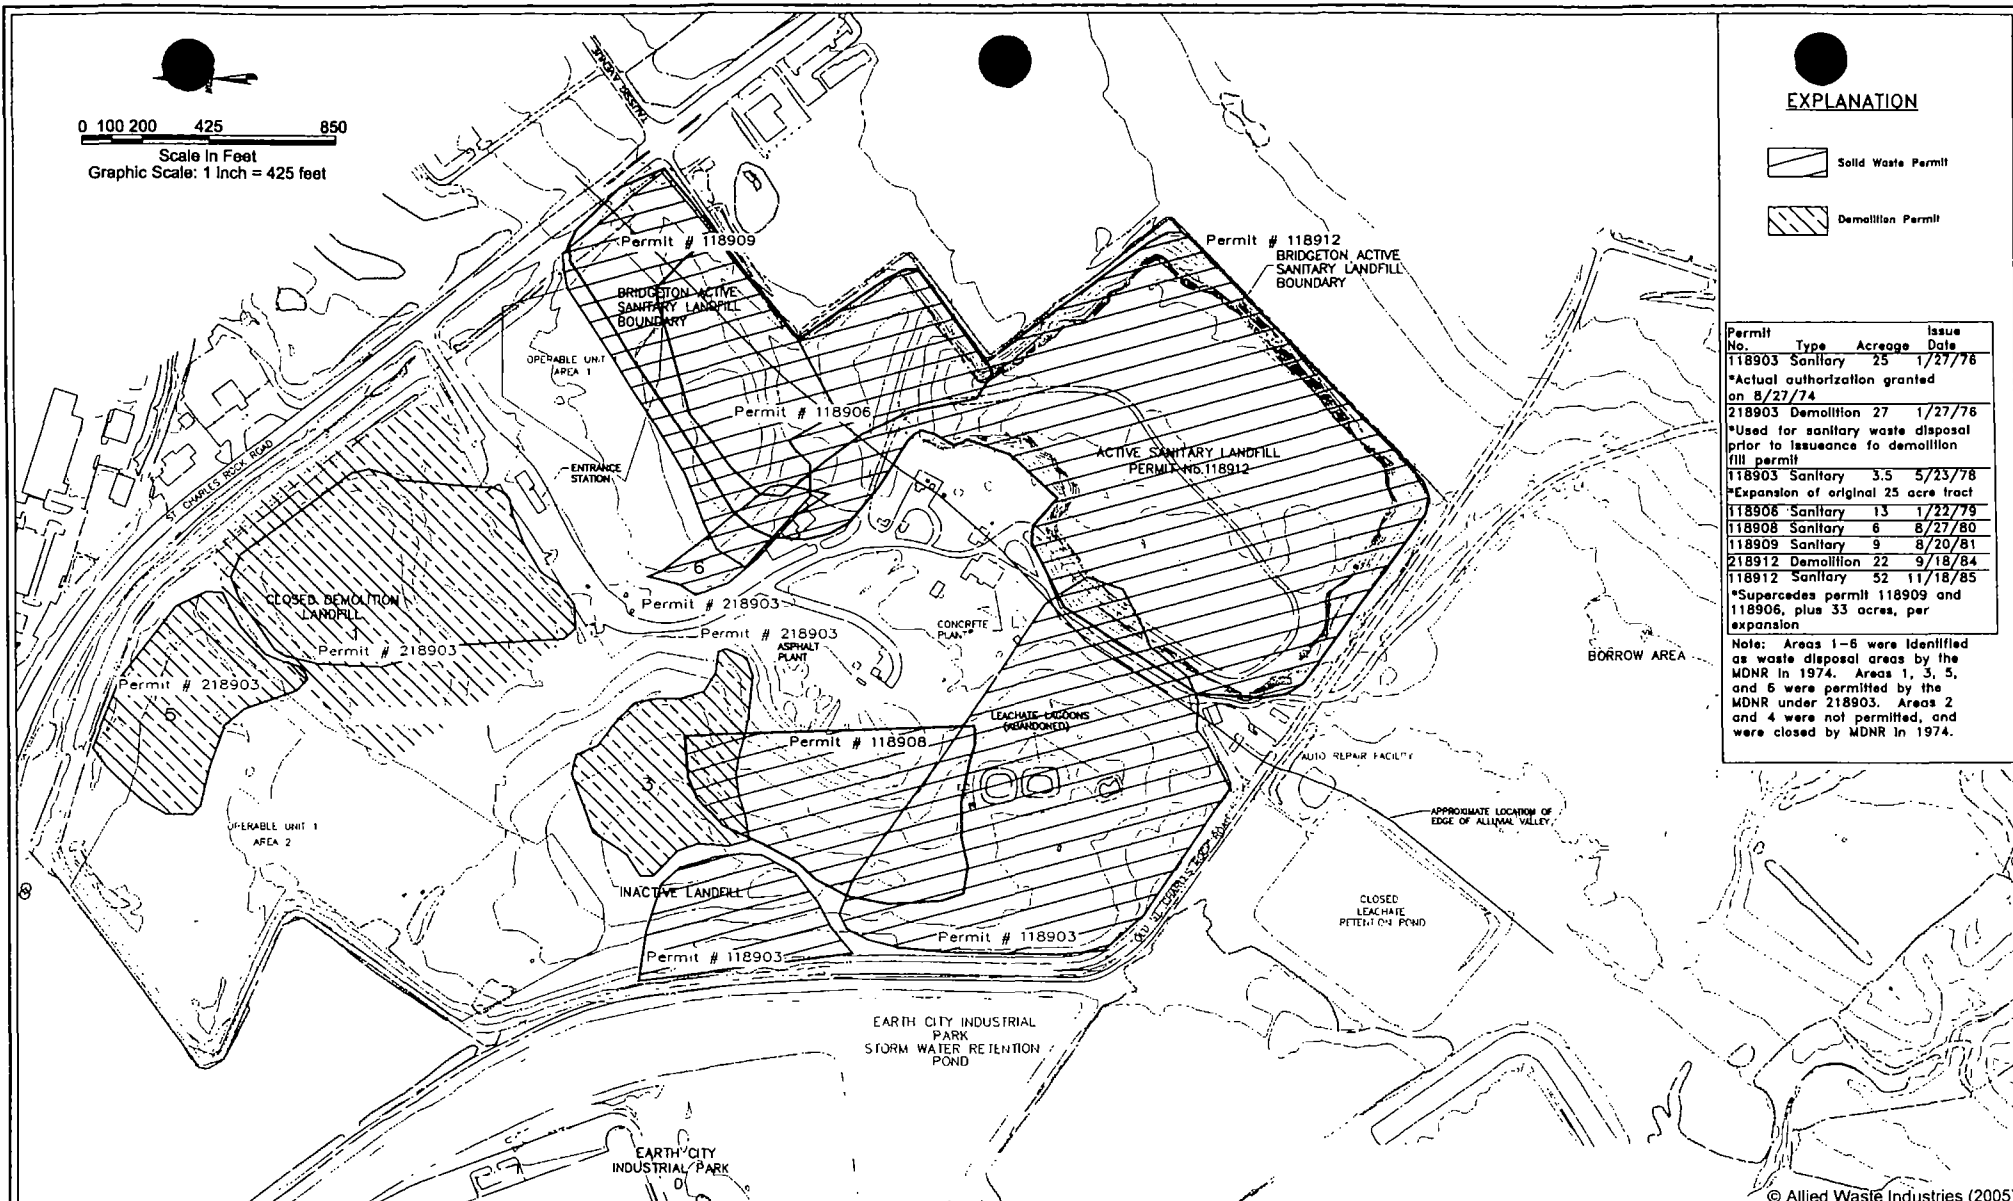 0 100 200 425 850
Scale In Feet
Graphic Scale: 1 Inch = 425 feet
TAUSSIG AVENUE
EXPLANATION
Solid Waste Permit
Demolition Permit
Permit # 118909
BRIDGETON ACTIVE
SANITARY LANDFILL
BOUNDARY
Permit # 118912
BRIDGETON ACTIVE
SANITARY LANDFILL
BOUNDARY
OPERABLE UNIT 1
AREA 1
Permit # 118906
ENTRANCE
STATION
ACTIVE SANITARY LANDFILL
PERMIT No.118912
ST CHARLES ROCK ROAD
CLOSED DEMOLITION
LANDFILL
1
Permit # 218903
Permit # 218903
5
6
Permit # 218903
Permit # 218903
ASPHALT
PLANT
CONCRETE
PLANT
LEACHATE LAGOONS
(ABANDONED)
Permit # 118908
3
OPERABLE UNIT 1
AREA 2
INACTIVE LANDFILL
Permit # 118903
Permit # 118903
OLD ST. CHARLES ROCK ROAD
AUTO REPAIR FACILITY
APPROXIMATE LOCATION OF
EDGE OF ALLUVIAL VALLEY
BORROW AREA
CLOSED
LEACHATE
RETENTION POND
EARTH CITY INDUSTRIAL
PARK
STORM WATER RETENTION
POND
EARTH CITY
INDUSTRIAL PARK
Permit Issue
No. Type Acreage Date
118903 Sanitary 25 1/27/76
*Actual authorization granted
on 8/27/74
218903 Demolition 27 1/27/76
*Used for sanitary waste disposal
prior to issueance fo demolition
fill permit
118903 Sanitary 3.5 5/23/78
*Expansion of original 25 acre tract
118906 Sanitary 13 1/22/79
118908 Sanitary 6 8/27/80
118909 Sanitary 9 8/20/81
218912 Demolition 22 9/18/84
118912 Sanitary 52 11/18/85
*Supercedes permit 118909 and
118906, plus 33 acres, per
expansion
Note: Areas 1-6 were identified
as waste disposal areas by the
MDNR in 1974. Areas 1, 3, 5,
and 6 were permitted by the
MDNR under 218903. Areas 2
and 4 were not permitted, and
were closed by MDNR in 1974.
© Allied Waste Industries (2005)